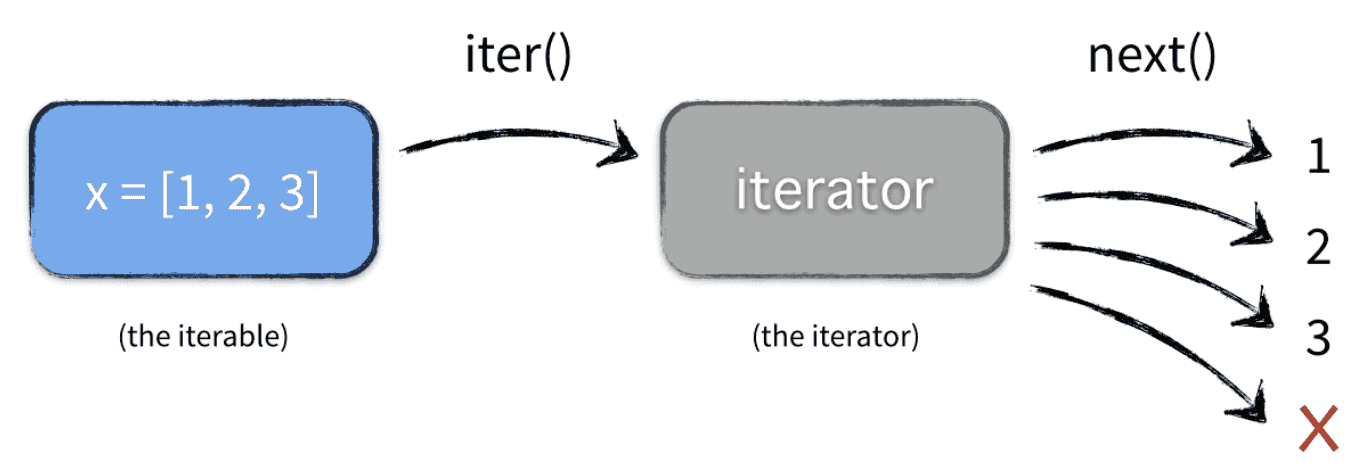 iter()
next()
x = [1, 2, 3]
iterator
1
2
3
X
(the iterable)
(the iterator)